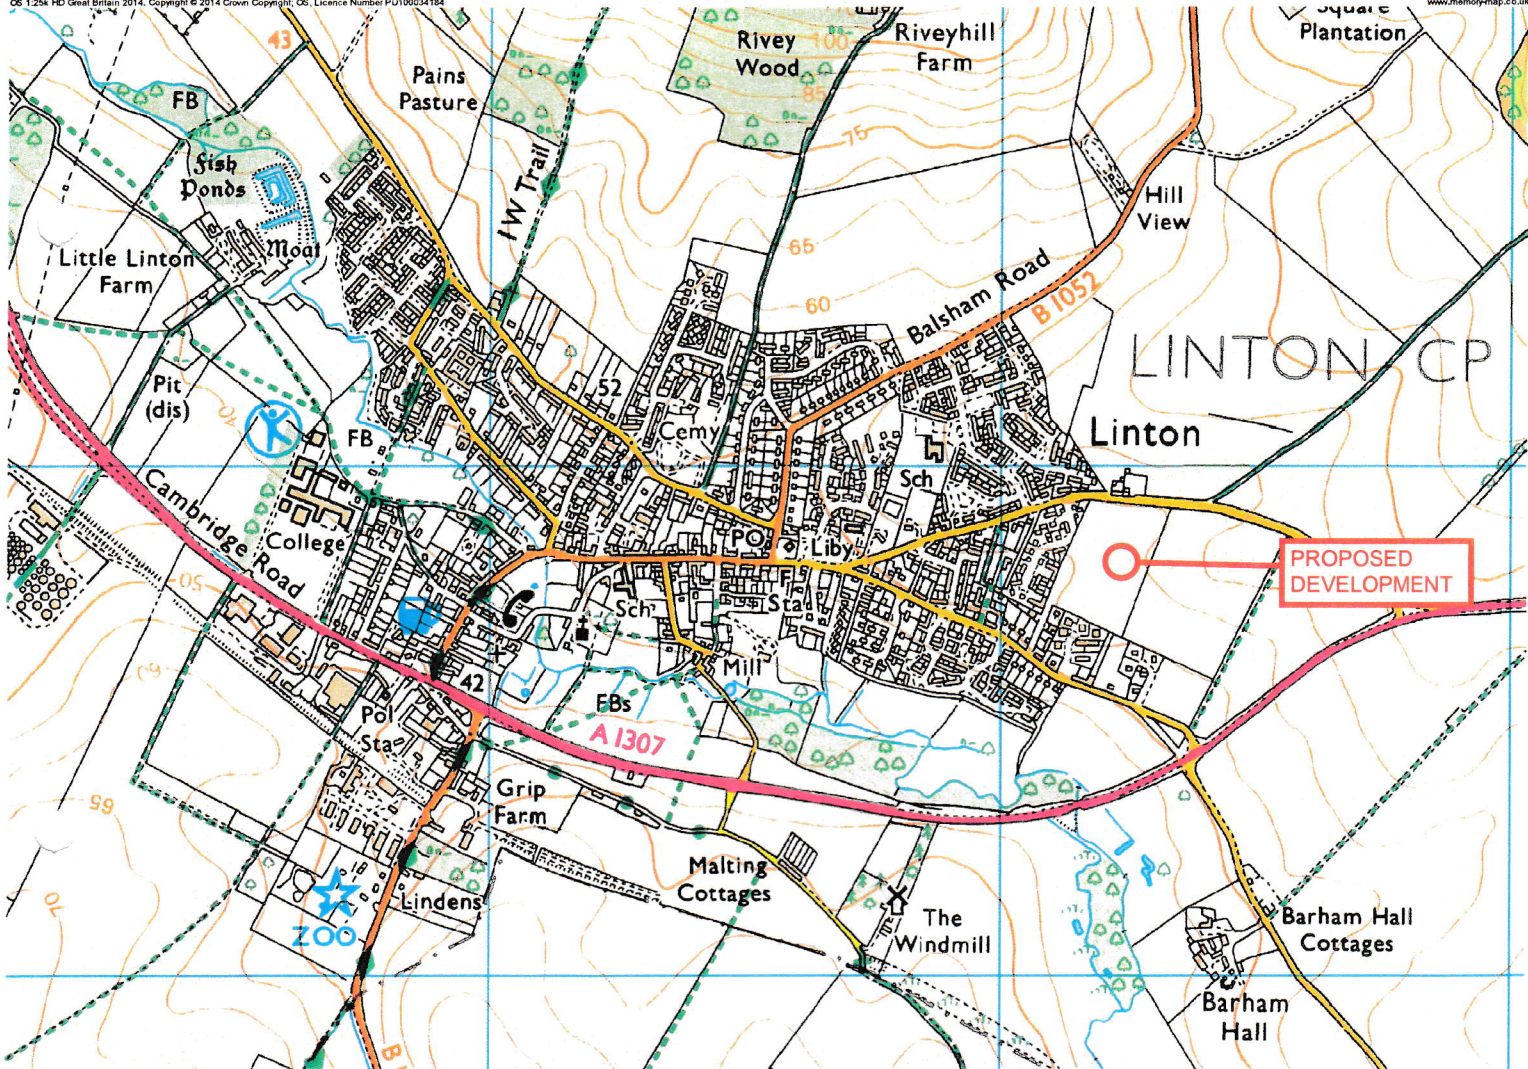 OS 1:25k HD Great Britain 2014. Copyright © 2014 Crown Copyright; OS, Licence Number PU100034184
www.memory-map.co.uk
43
Pains
Pasture
Rivey
Wood
100
85
Riveyhill
Farm
Square
Plantation
FB
Fish
Ponds
Moat
Little Linton
Farm
I W Trail
75
65
60
Hill
View
Balsham Road
B 1052
LINTON CP
Linton
Pit
(dis)
FB
52
Cemy
Sch
Cambridge
Road
College
50
PO
Liby
PROPOSED
DEVELOPMENT
Sch
F
Sta
P
Mill
42
FBs
A 1307
Pol
Sta
60
65
70
Grip
Farm
Malting
Cottages
Lindens
ZOO
The
Windmill
Barham Hall
Cottages
Barham
Hall
B